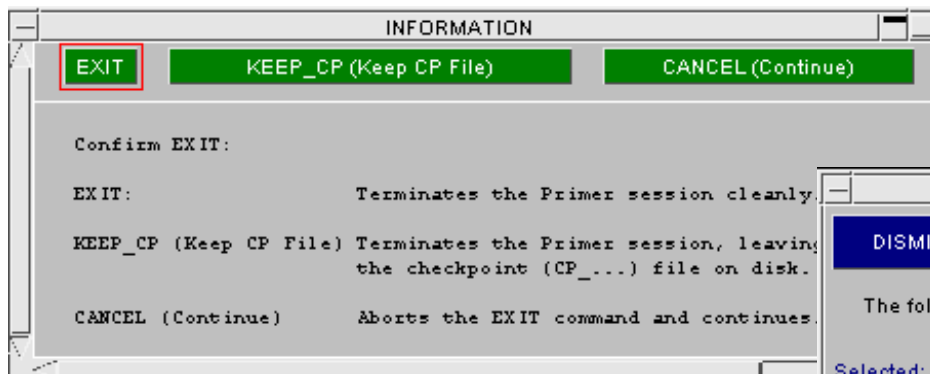 INFORMATION
EXIT KEEP_CP (Keep CP File) CANCEL (Continue)
Confirm EXIT:
EXIT: Terminates the Primer session cleanly.
KEEP_CP (Keep CP File) Terminates the Primer session, leaving
the checkpoint (CP_...) file on disk.
CANCEL (Continue) Aborts the EXIT command and continues.
DISMI
The fol
Selected: